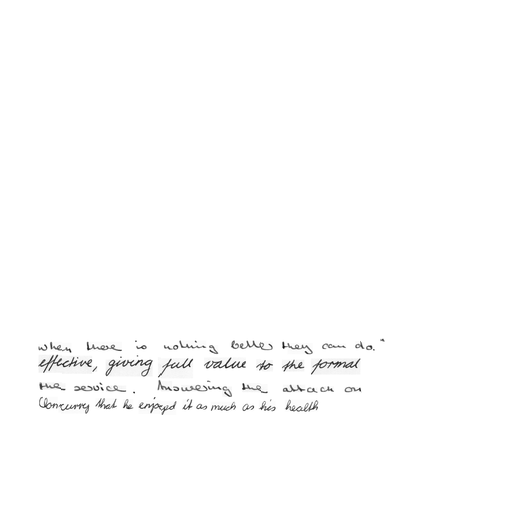 when there is nothing better they can do."
effective, giving full value to the formal
the service. Answering the attack on
that he enjoyed it as much as his health